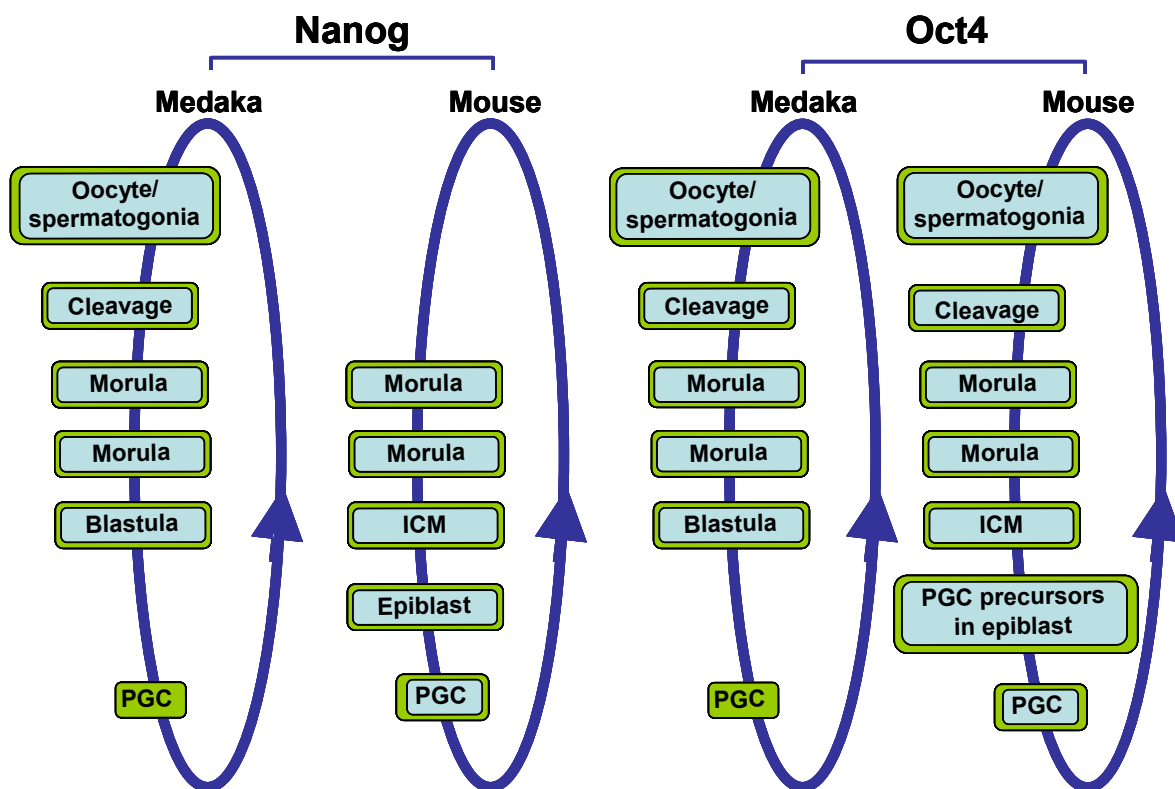 Nanog
Medaka
Mouse
Oocyte/
spermatogonia
Cleavage
Morula
Morula
Blastula
PGC
Morula
Morula
ICM
Epiblast
PGC
Oct4
Medaka
Mouse
Oocyte/
spermatogonia
Cleavage
Morula
Morula
Blastula
PGC
Oocyte/
spermatogonia
Cleavage
Morula
Morula
ICM
PGC precursors
in epiblast
PGC